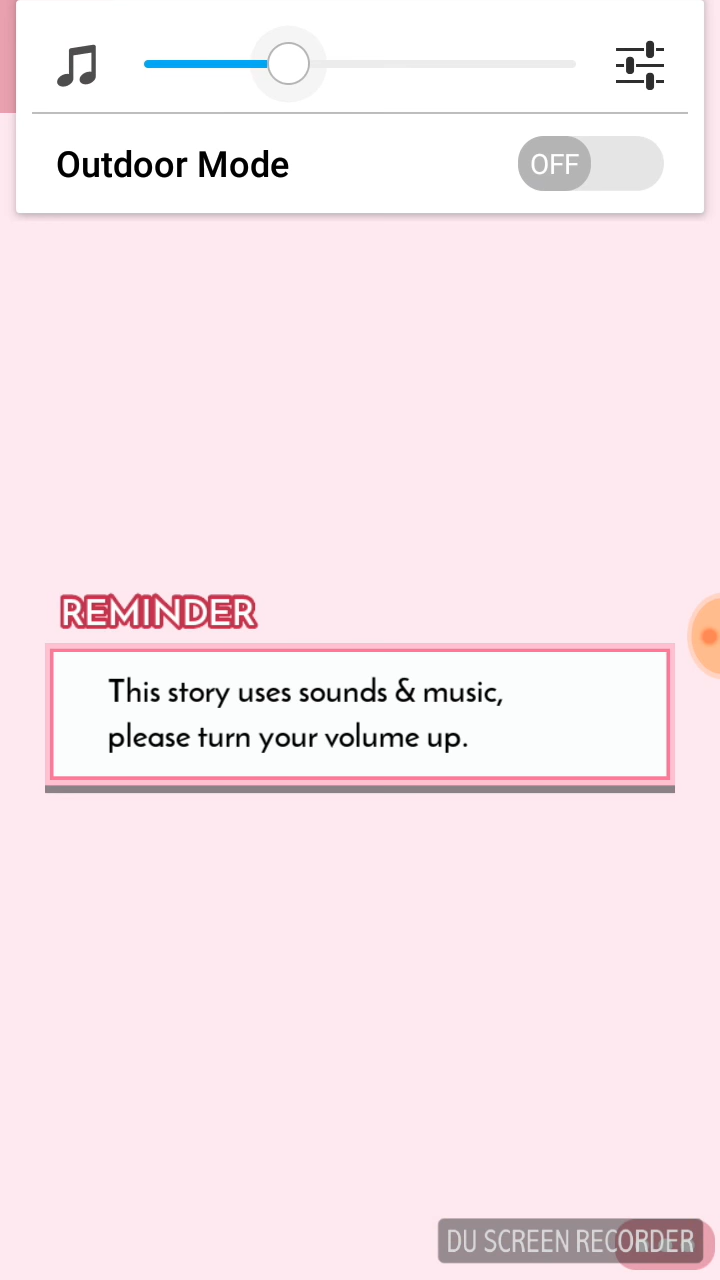 Outdoor Mode
OFF
REMINDER
This story uses sounds & music,
please turn your volume up.
DU SCREEN RECORDER